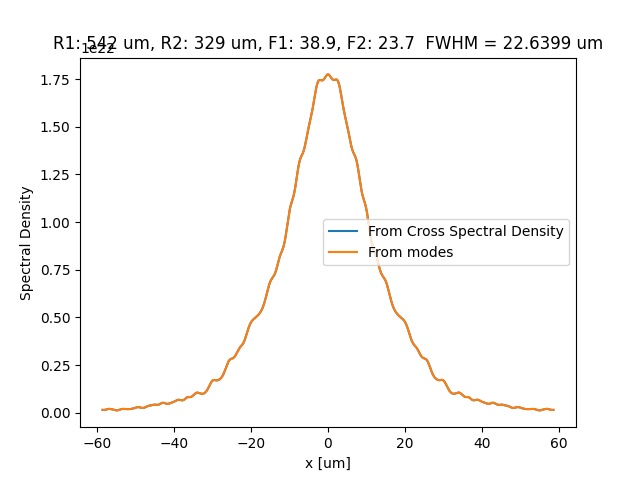 R1: 542 um, R2: 329 um, F1: 38.9, F2: 23.7  FWHM = 22.6399 um
1e22
1.75
1.50
1.25
1.00
0.75
0.50
0.25
0.00
Spectral Density
From Cross Spectral Density
From modes
−60
−40
−20
0
20
40
60
x [um]